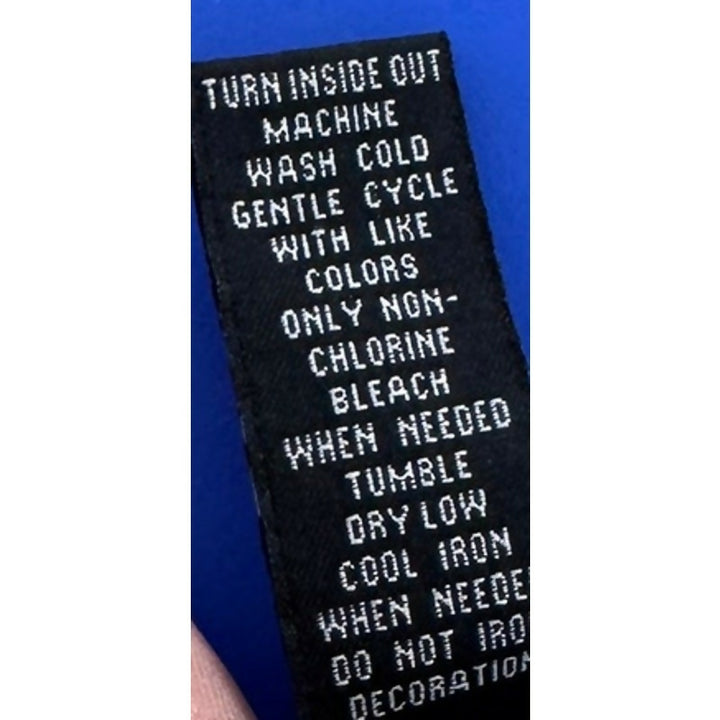 TURN INSIDE OUT
MACHINE
WASH COLD
GENTLE CYCLE
WITH LIKE
COLORS
ONLY NON-
CHLORINE
BLEACH
WHEN NEEDED
TUMBLE
DRY LOW
COOL IRON
WHEN NEEDE
DO NOT IRO
DECORATION